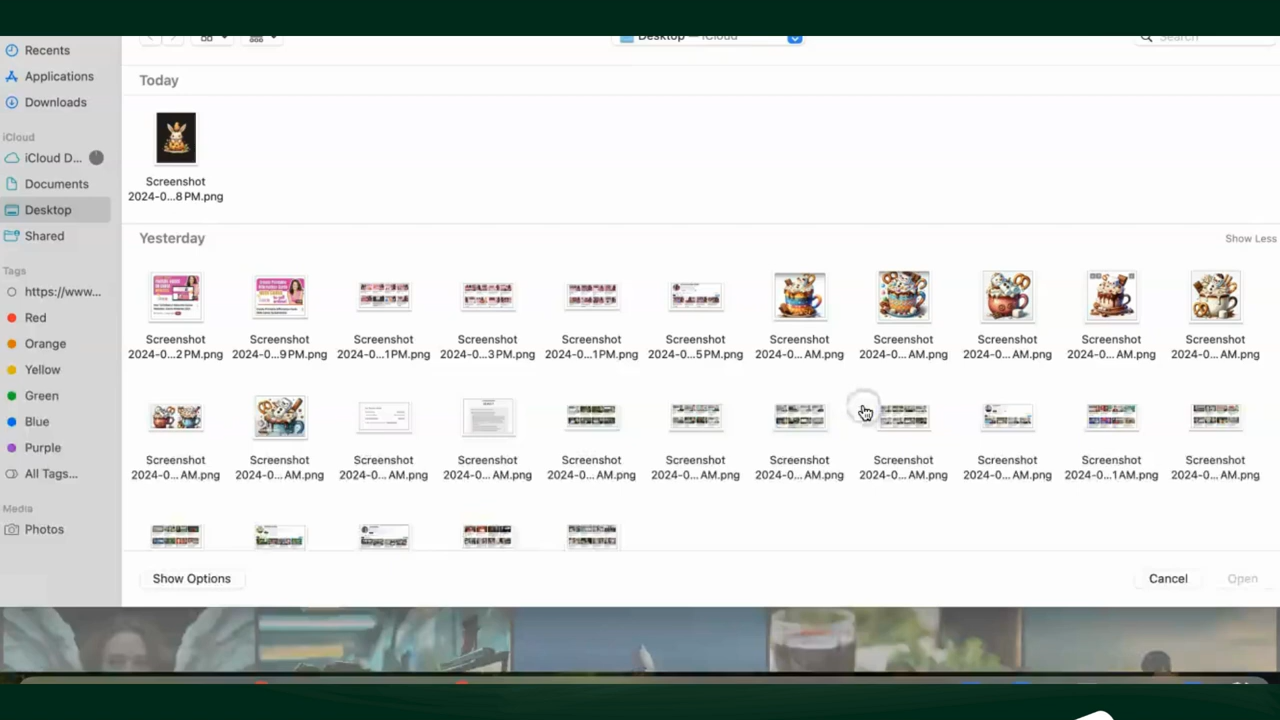 Recents
Desktop — iCloud
Search
Applications
Downloads
iCloud
iCloud D...
Documents
Desktop
Shared
Tags
https://www...
Red
Orange
Yellow
Green
Blue
Purple
All Tags...
Media
Photos
Today
Screenshot
2024-0...8 PM.png
Yesterday
Show Less
Screenshot Screenshot Screenshot Screenshot Screenshot Screenshot Screenshot Screenshot Screenshot Screenshot Screenshot
2024-0...2 PM.png 2024-0...9 PM.png 2024-0...1 PM.png 2024-0...3 PM.png 2024-0...1 PM.png 2024-0...5 PM.png 2024-0... AM.png 2024-0... AM.png 2024-0... AM.png 2024-0... AM.png 2024-0... AM.png
Screenshot Screenshot Screenshot Screenshot Screenshot Screenshot Screenshot Screenshot Screenshot Screenshot Screenshot
2024-0... AM.png 2024-0... AM.png 2024-0... AM.png 2024-0... AM.png 2024-0... AM.png 2024-0... AM.png 2024-0... AM.png 2024-0... AM.png 2024-0... AM.png 2024-0...1 AM.png 2024-0... AM.png
Show Options
Cancel
Open